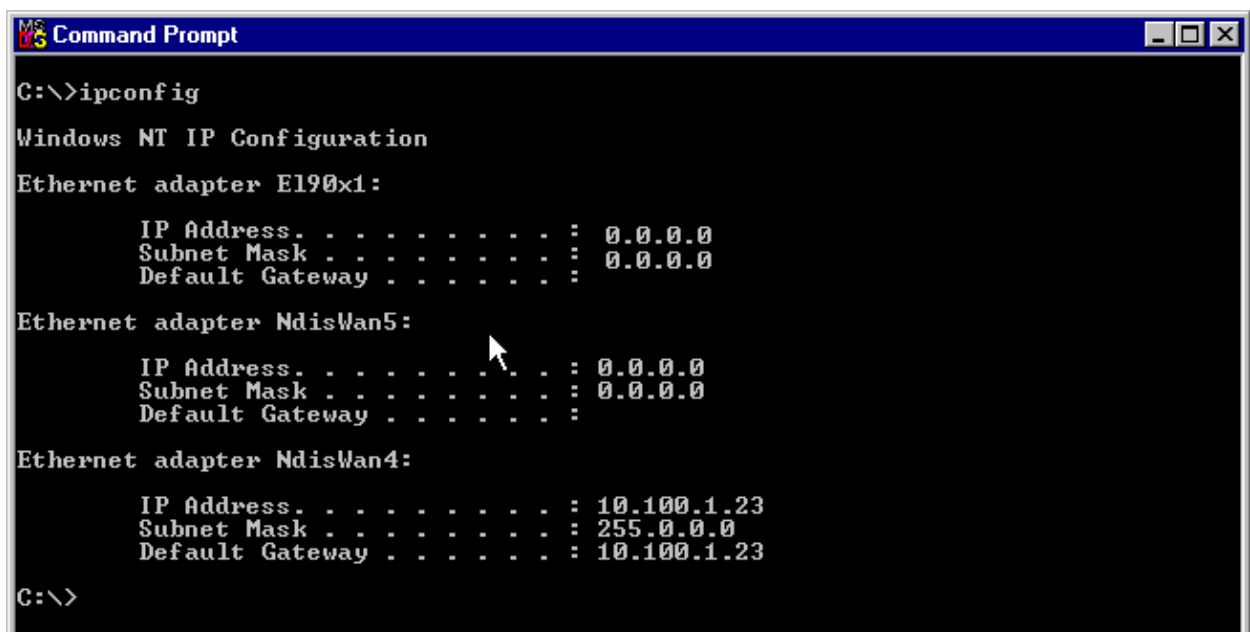 Command Prompt
C:\>ipconfig
Windows NT IP Configuration
Ethernet adapter El90x1:
IP Address. . . . . . . . . : 0.0.0.0
Subnet Mask . . . . . . . . : 0.0.0.0
Default Gateway . . . . . . :
Ethernet adapter NdisWan5:
IP Address. . . . . . . . . : 0.0.0.0
Subnet Mask . . . . . . . . : 0.0.0.0
Default Gateway . . . . . . :
Ethernet adapter NdisWan4:
IP Address. . . . . . . . . : 10.100.1.23
Subnet Mask . . . . . . . . : 255.0.0.0
Default Gateway . . . . . . : 10.100.1.23
C:\>